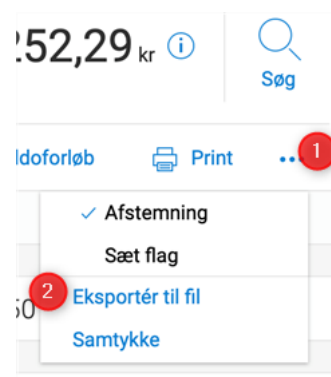 252,29 kr i
Søg
ldoforløb Print ... 1
✓ Afstemning
Sæt flag
2 Eksportér til fil
50
Samtykke